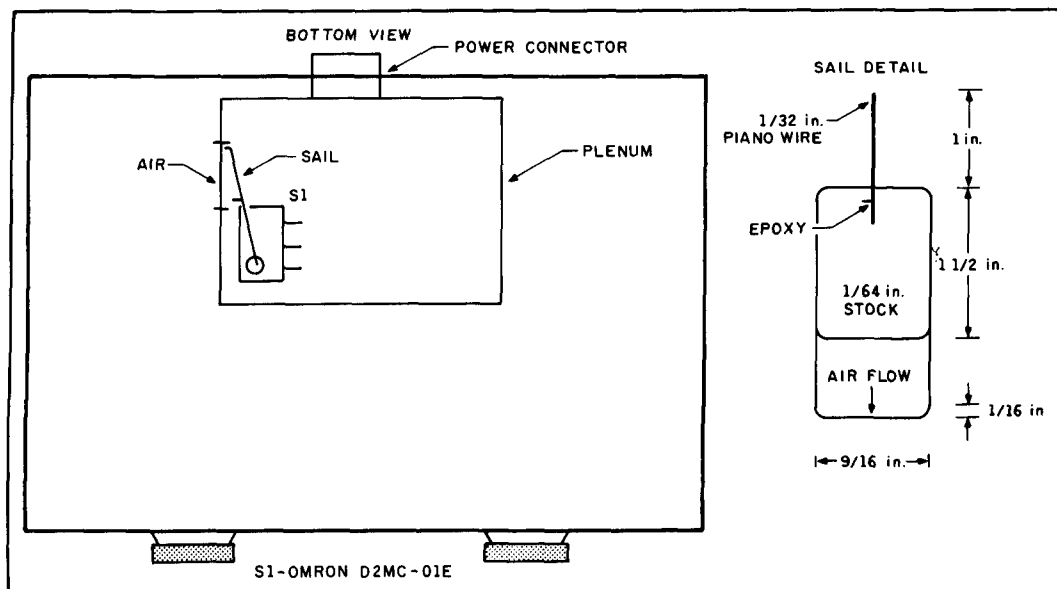 BOTTOM VIEW
POWER CONNECTOR
AIR
SAIL
S1
PLENUM
S1-OMRON D2MC-01E
SAIL DETAIL
1/32 in.
PIANO WIRE
1 in.
EPOXY
1 1/2 in.
1/64 in.
STOCK
AIR FLOW
1/16 in
9/16 in.